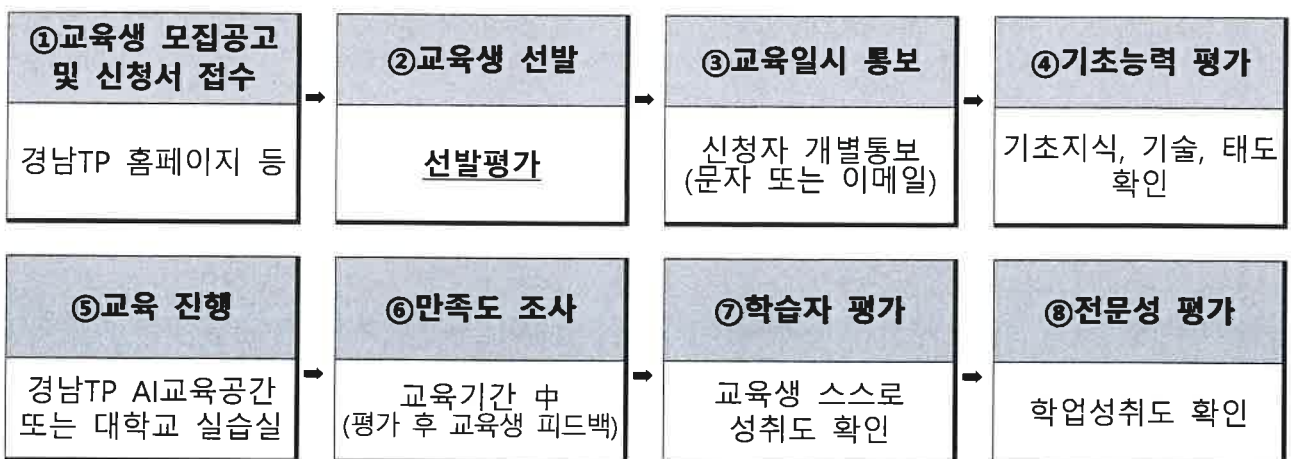 ①교육생 모집공고
및 신청서 접수
경남TP 홈페이지 등
➡
②교육생 선발
선발평가
➡
③교육일시 통보
신청자 개별통보
(문자 또는 이메일)
➡
④기초능력 평가
기초지식, 기술, 태도
확인
⑤교육 진행
경남TP AI교육공간
또는 대학교 실습실
➡
⑥만족도 조사
교육기간 中
(평가 후 교육생 피드백)
➡
⑦학습자 평가
교육생 스스로
성취도 확인
➡
⑧전문성 평가
학업성취도 확인